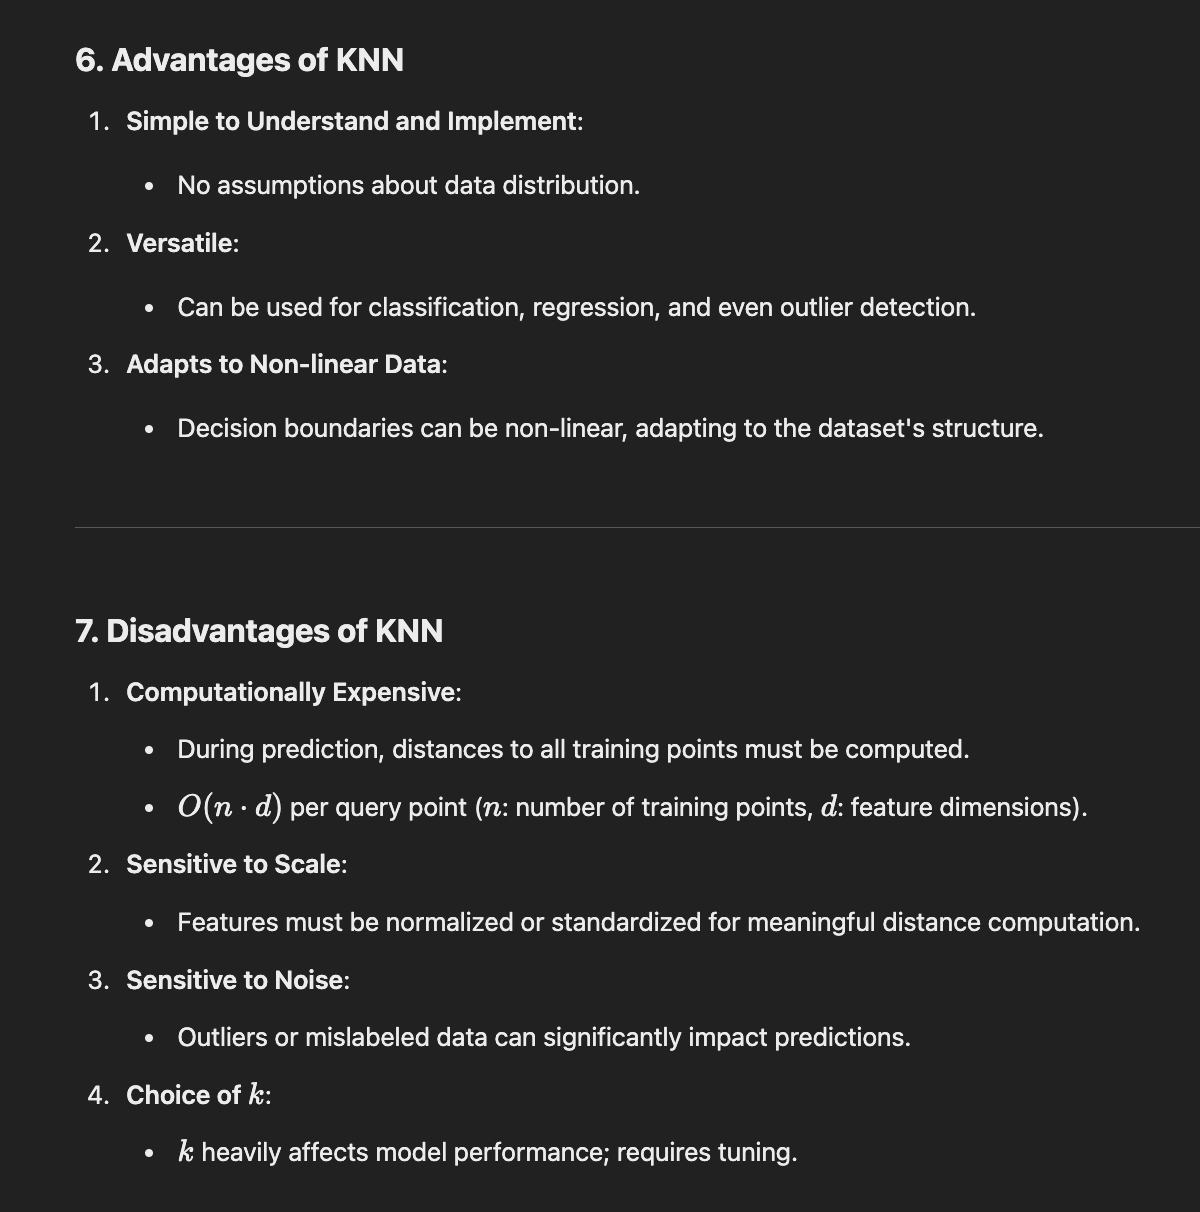 6. Advantages of KNN
1. Simple to Understand and Implement:
• No assumptions about data distribution.
2. Versatile:
• Can be used for classification, regression, and even outlier detection.
3. Adapts to Non-linear Data:
• Decision boundaries can be non-linear, adapting to the dataset's structure.
7. Disadvantages of KNN
1. Computationally Expensive:
• During prediction, distances to all training points must be computed.
• O(n · d) per query point (n: number of training points, d: feature dimensions).
2. Sensitive to Scale:
• Features must be normalized or standardized for meaningful distance computation.
3. Sensitive to Noise:
• Outliers or mislabeled data can significantly impact predictions.
4. Choice of k:
• k heavily affects model performance; requires tuning.